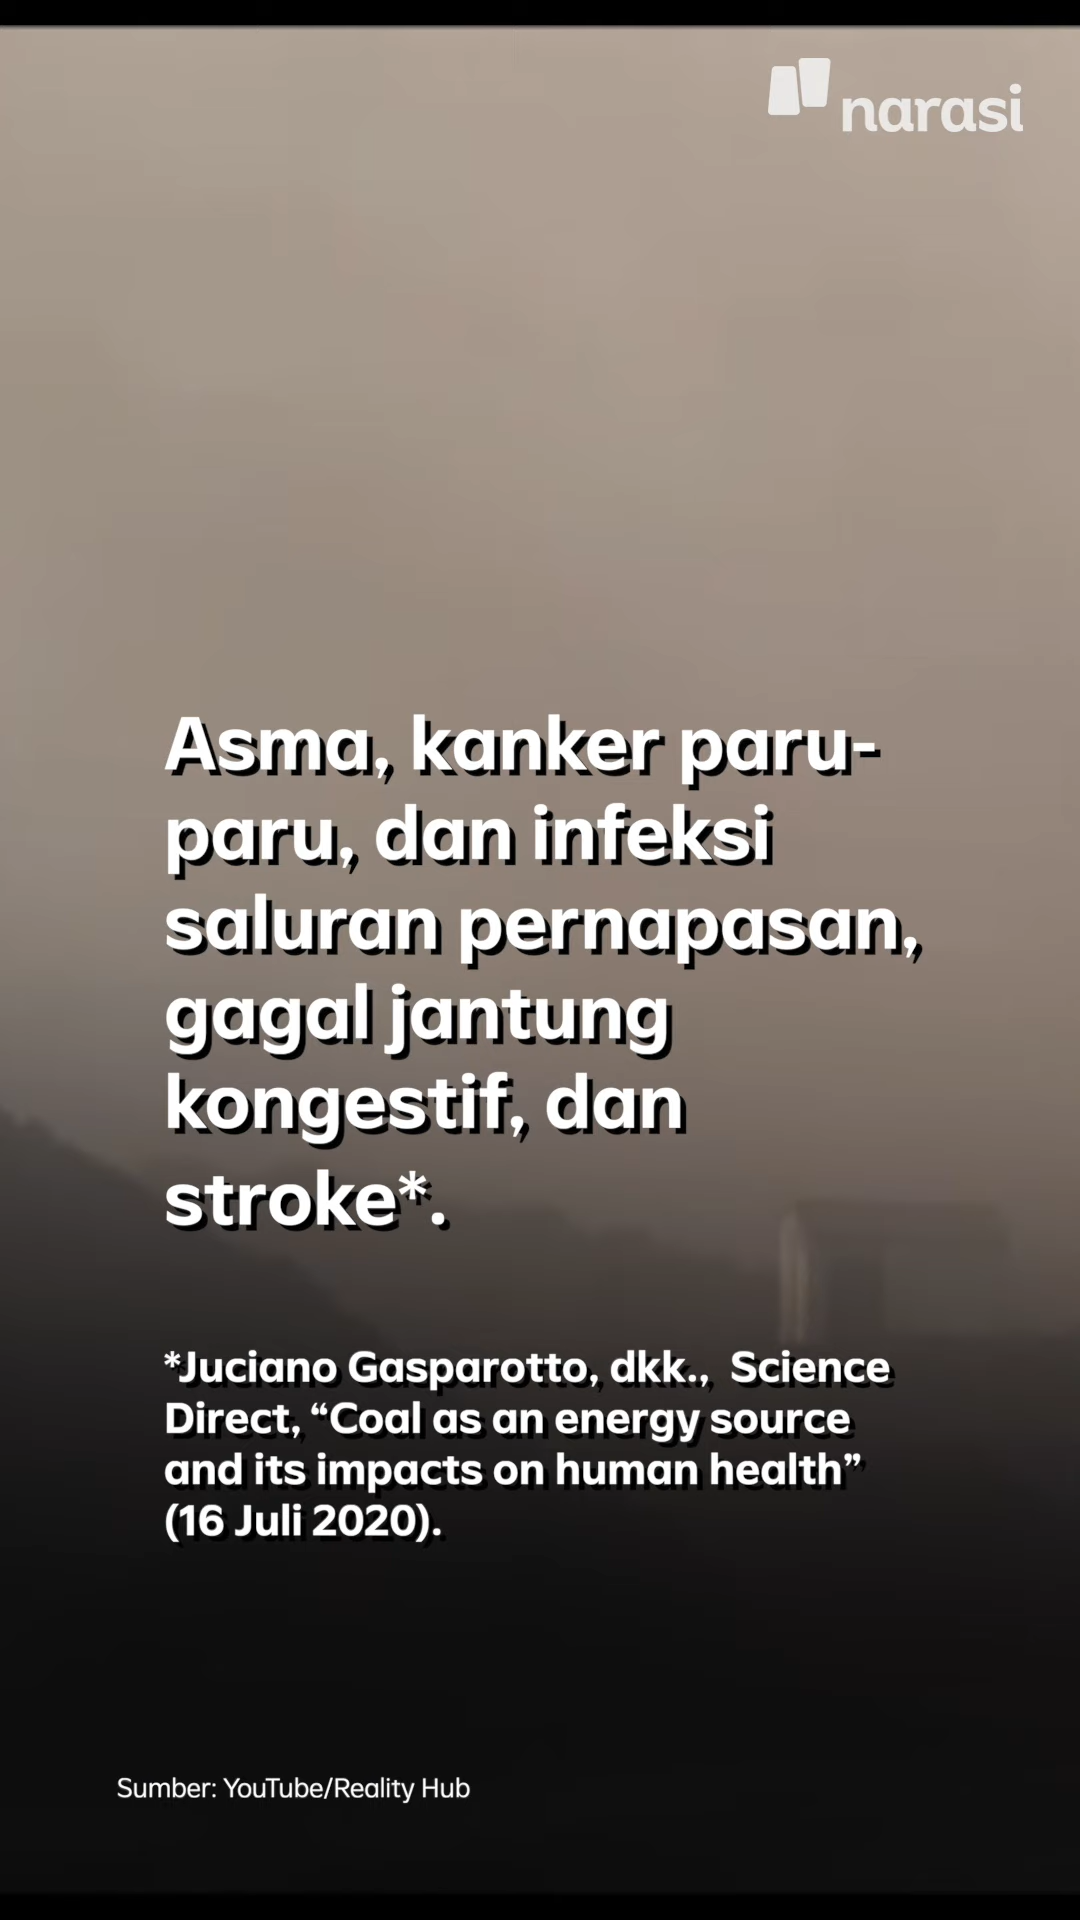 narasi
Asma, kanker paru-
paru, dan infeksi
saluran pernapasan,
gagal jantung
kongestif, dan
stroke*.
*Juciano Gasparotto, dkk., Science
Direct, “Coal as an energy source
and its impacts on human health”
(16 Juli 2020).
Sumber: YouTube/Reality Hub